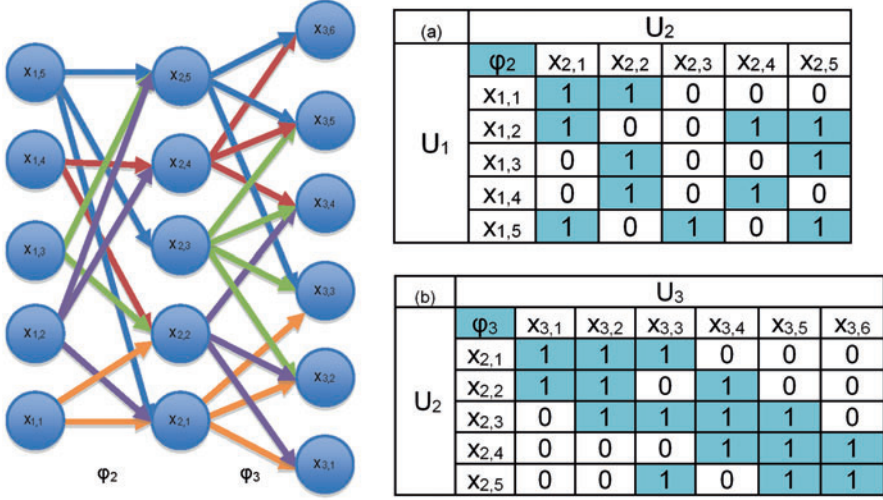 x3,6
x1,5
x2,5
x3,5
x1,4
x2,4
x3,4
x1,3
x2,3
x3,3
x1,2
x2,2
x3,2
x1,1
x2,1
x3,1
φ2 φ3
(a) U2
φ2 x2,1 x2,2 x2,3 x2,4 x2,5
x1,1 1 1 0 0 0
x1,2 1 0 0 1 1
U1 x1,3 0 1 0 0 1
x1,4 0 1 0 1 0
x1,5 1 0 1 0 1
(b) U3
φ3 x3,1 x3,2 x3,3 x3,4 x3,5 x3,6
x2,1 1 1 1 0 0 0
x2,2 1 1 0 1 0 0
U2 x2,3 0 1 1 1 1 0
x2,4 0 0 0 1 1 1
x2,5 0 0 1 0 1 1